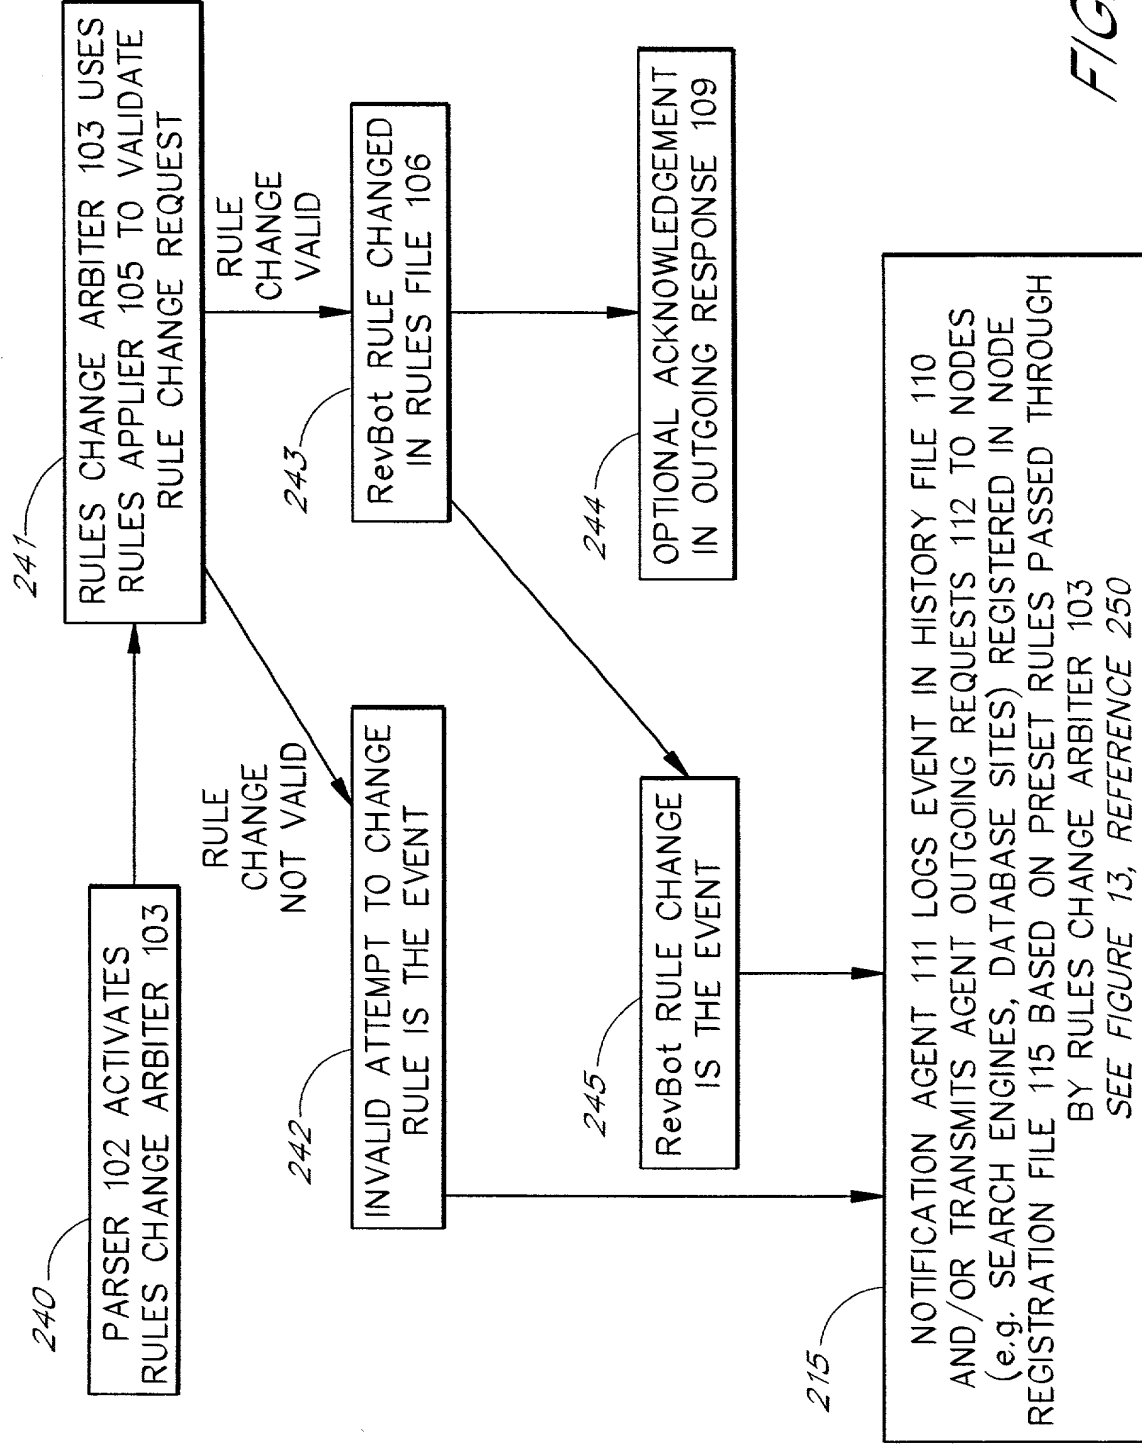 240
PARSER 102 ACTIVATES
RULES CHANGE ARBITER 103
241
RULES CHANGE ARBITER 103 USES
RULES APPLIER 105 TO VALIDATE
RULE CHANGE REQUEST
RULE
CHANGE
NOT VALID
RULE
CHANGE
VALID
242
INVALID ATTEMPT TO CHANGE
RULE IS THE EVENT
243
RevBot RULE CHANGED
IN RULES FILE 106
245
RevBot RULE CHANGE
IS THE EVENT
244
OPTIONAL ACKNOWLEDGEMENT
IN OUTGOING RESPONSE 109
215
NOTIFICATION AGENT 111 LOGS EVENT IN HISTORY FILE 110
AND/OR TRANSMITS AGENT OUTGOING REQUESTS 112 TO NODES
(e.g. SEARCH ENGINES, DATABASE SITES) REGISTERED IN NODE
REGISTRATION FILE 115 BASED ON PRESET RULES PASSED THROUGH
BY RULES CHANGE ARBITER 103
SEE FIGURE 13, REFERENCE 250